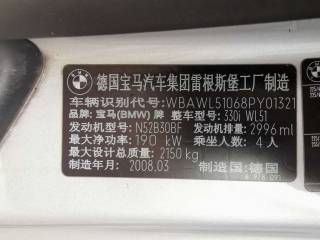 德国宝马汽车集团雷根斯堡工厂制造
车辆识别代号: WBAWL51068PY01321
品牌: 宝马(BMW) 牌 整车型号: 330i WL51
发动机型号: N52B30BF 发动机排量: 2996 ml
最大净功率: 190 kW 乘坐人数: 4 人
最大设计总质量: 2150 kg
制造年月: 2008.03 制造国: 德国